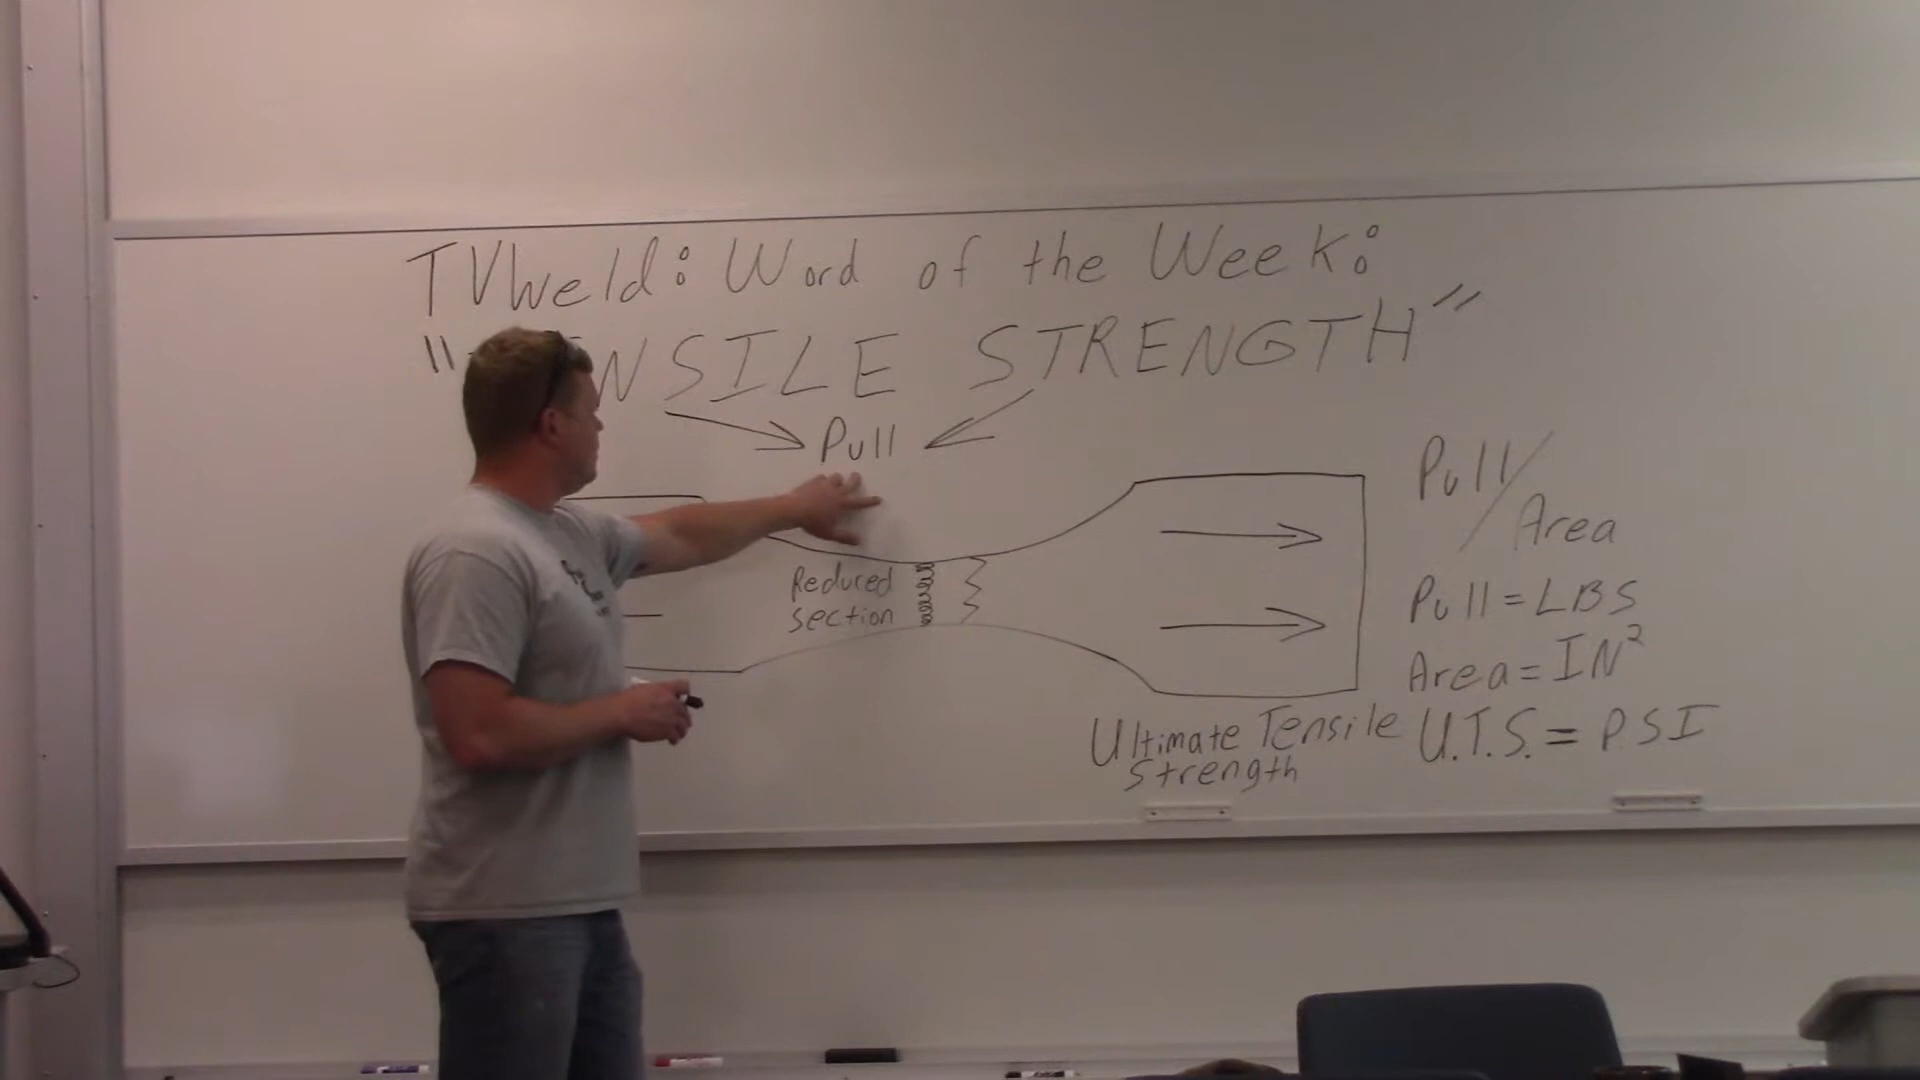 TVweld: Word of the Week:
STRENGTH"
Pull
Reduced
section
Pull/
Area
Pull = LBS
Area = IN²
Ultimate Tensile
Strength
U.T.S. = PSI